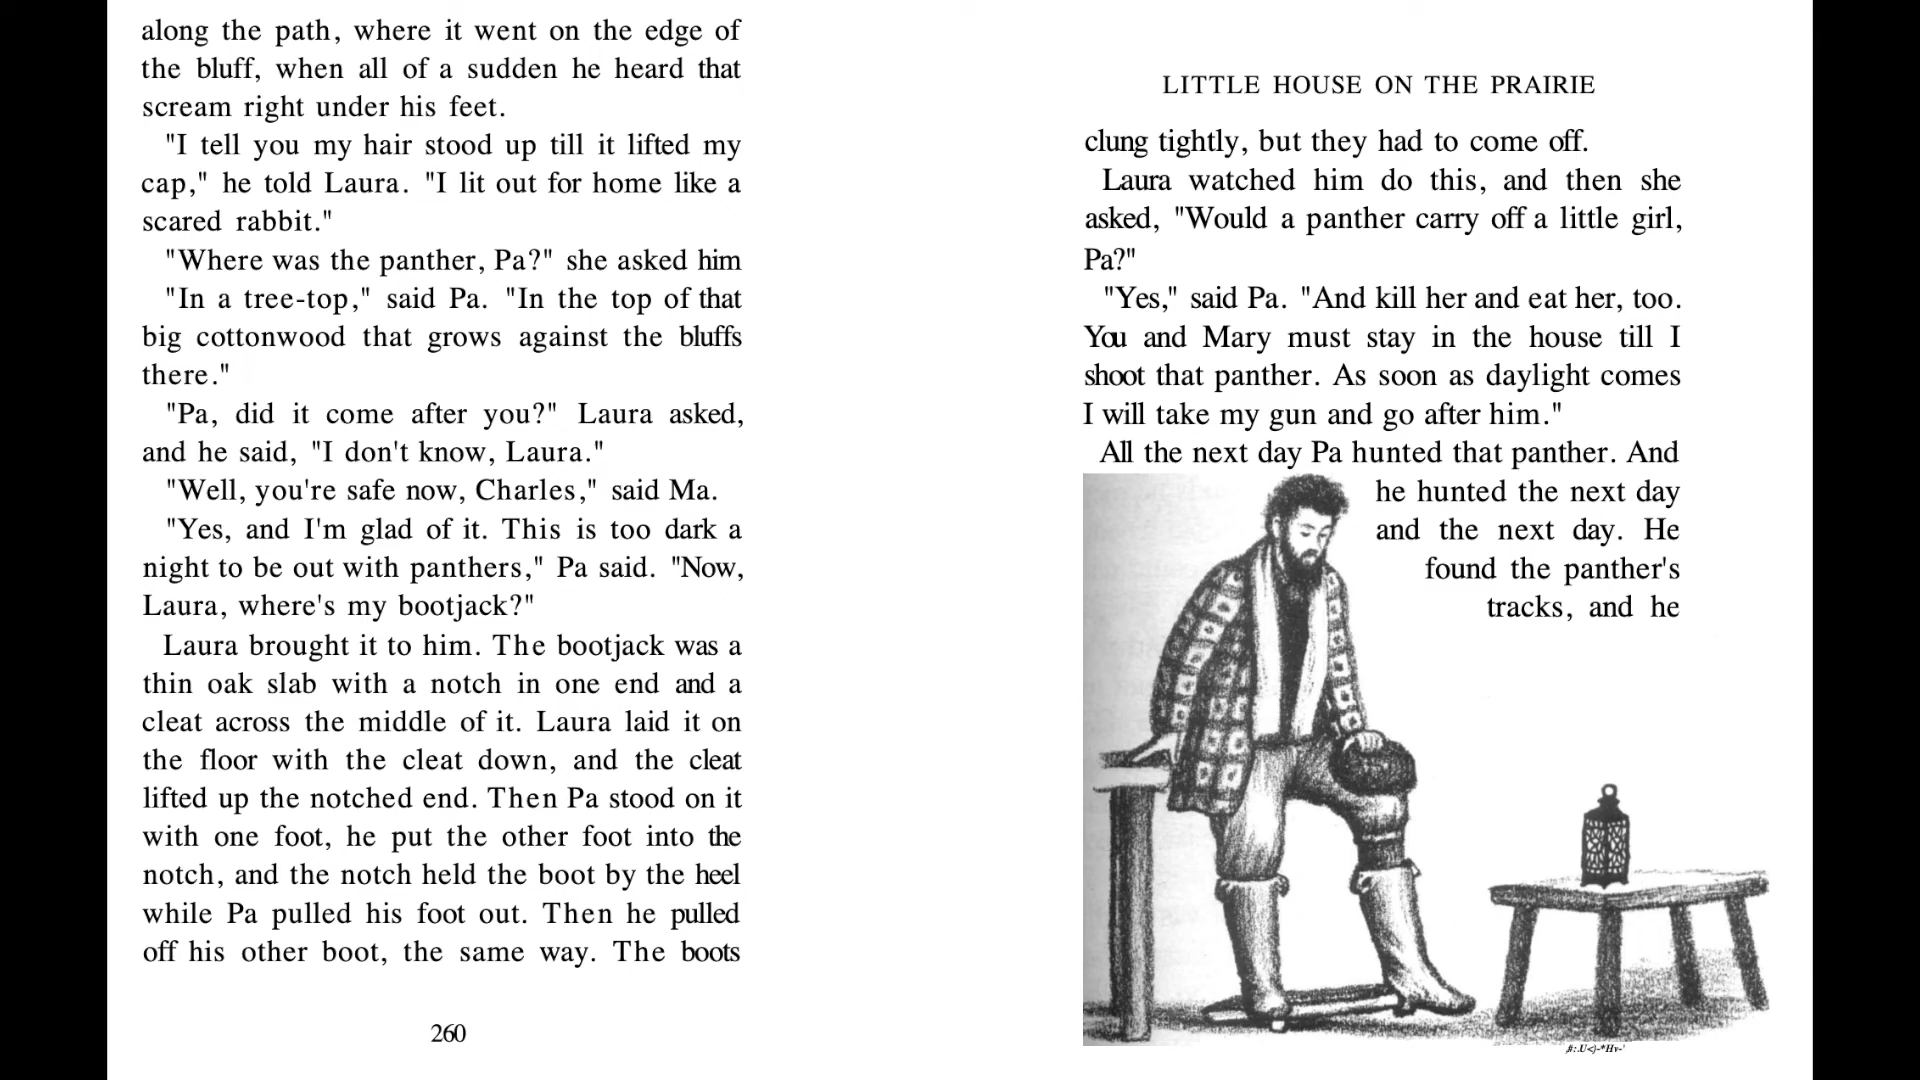 along the path, where it went on the edge of
the bluff, when all of a sudden he heard that
scream right under his feet.
"I tell you my hair stood up till it lifted my
cap," he told Laura. "I lit out for home like a
scared rabbit."
"Where was the panther, Pa?" she asked him
"In a tree-top," said Pa. "In the top of that
big cottonwood that grows against the bluffs
there."
"Pa, did it come after you?" Laura asked,
and he said, "I don't know, Laura."
"Well, you're safe now, Charles," said Ma.
"Yes, and I'm glad of it. This is too dark a
night to be out with panthers," Pa said. "Now,
Laura, where's my bootjack?"
Laura brought it to him. The bootjack was a
thin oak slab with a notch in one end and a
cleat across the middle of it. Laura laid it on
the floor with the cleat down, and the cleat
lifted up the notched end. Then Pa stood on it
with one foot, he put the other foot into the
notch, and the notch held the boot by the heel
while Pa pulled his foot out. Then he pulled
off his other boot, the same way. The boots
260
LITTLE HOUSE ON THE PRAIRIE
clung tightly, but they had to come off.
Laura watched him do this, and then she
asked, "Would a panther carry off a little girl,
Pa?"
"Yes," said Pa. "And kill her and eat her, too.
You and Mary must stay in the house till I
shoot that panther. As soon as daylight comes
I will take my gun and go after him."
All the next day Pa hunted that panther. And
he hunted the next day
and the next day. He
found the panther's
tracks, and he